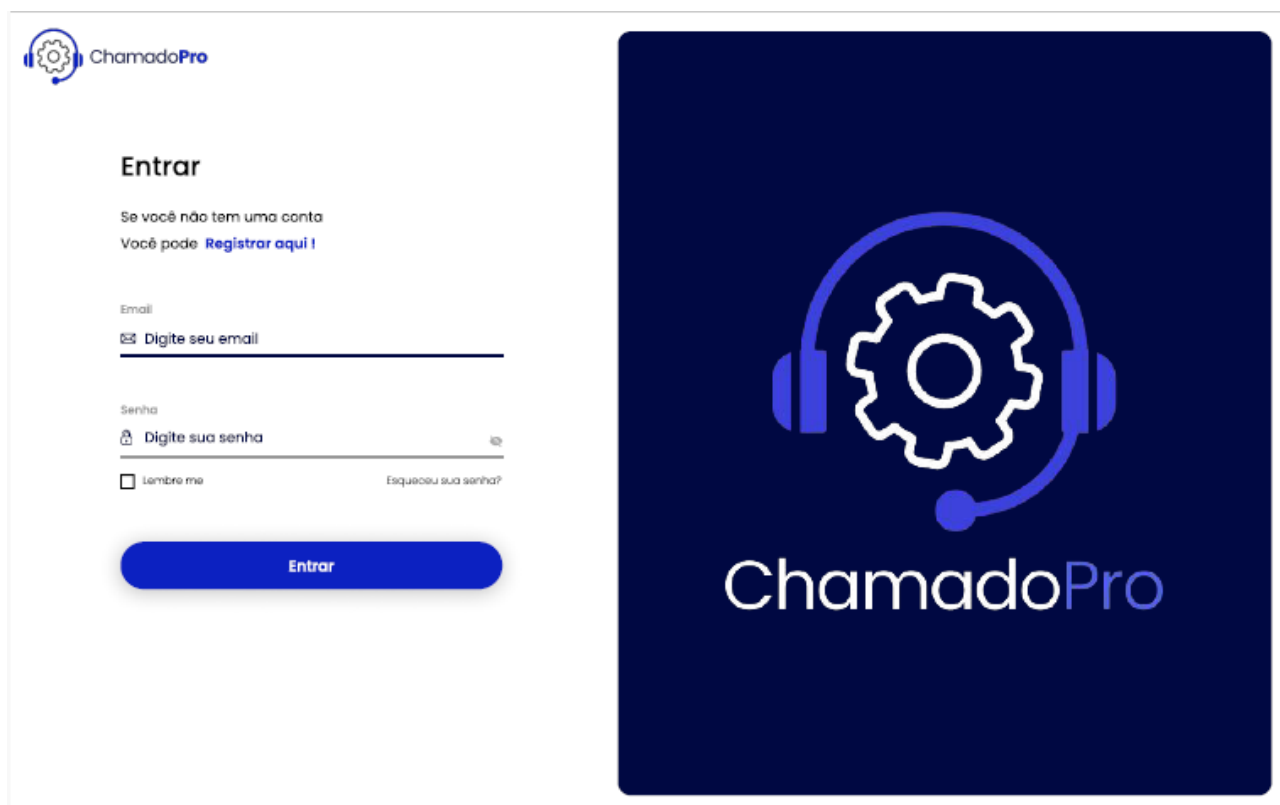 ChamadoPro
Entrar
Se você não tem uma conta
Você pode Registrar aqui !
Email
Digite seu email
Senha
Digite sua senha
Lembre me
Esqueceu sua senha?
Entrar
ChamadoPro